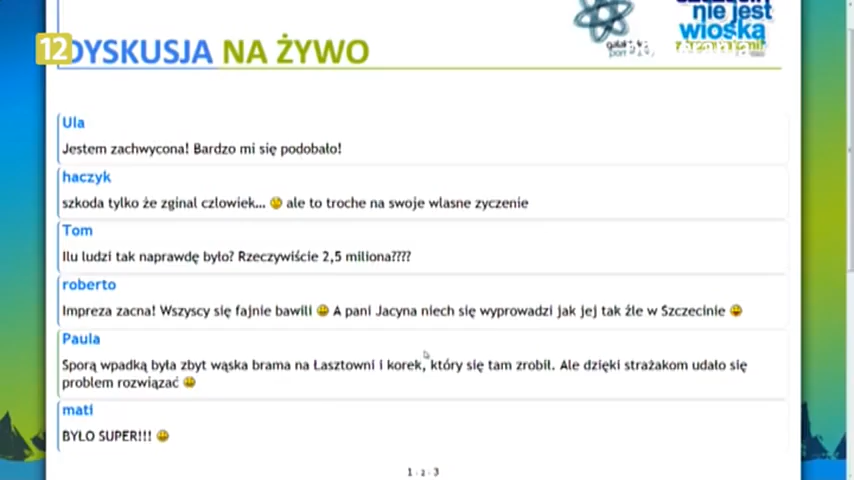 12
DYSKUSJA NA ŻYWO
nie jest
wioską
Ula
Jestem zachwycona! Bardzo mi się podobało!
haczyk
szkoda tylko że zginal czlowiek... ale to troche na swoje wlasne zyczenie
Tom
Ilu ludzi tak naprawdę było? Rzeczywiście 2,5 miliona????
roberto
Impreza zacna! Wszyscy się fajnie bawili A pani Jacyna niech się wyprowadzi jak jej tak źle w Szczecinie
Paula
Sporą wpadką była zbyt wąska brama na Łasztowni i korek, który się tam zrobił. Ale dzięki strażakom udało się
problem rozwiązać
mati
BYŁO SUPER!!!
1 2 3